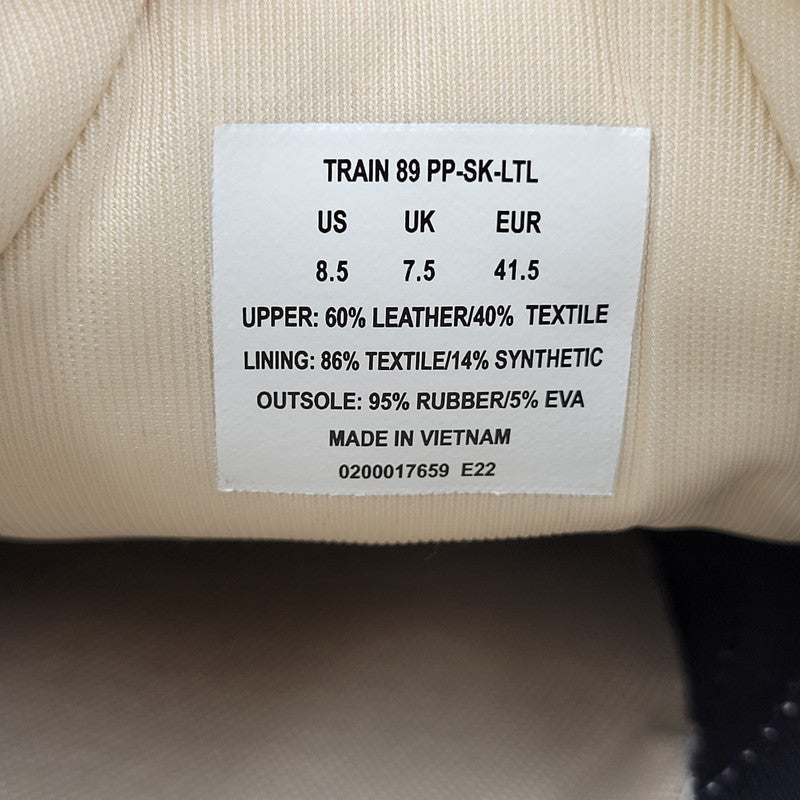 TRAIN 89 PP-SK-LTL
US UK EUR
8.5 7.5 41.5
UPPER: 60% LEATHER/40% TEXTILE
LINING: 86% TEXTILE/14% SYNTHETIC
OUTSOLE: 95% RUBBER/5% EVA
MADE IN VIETNAM
0200017659 E22